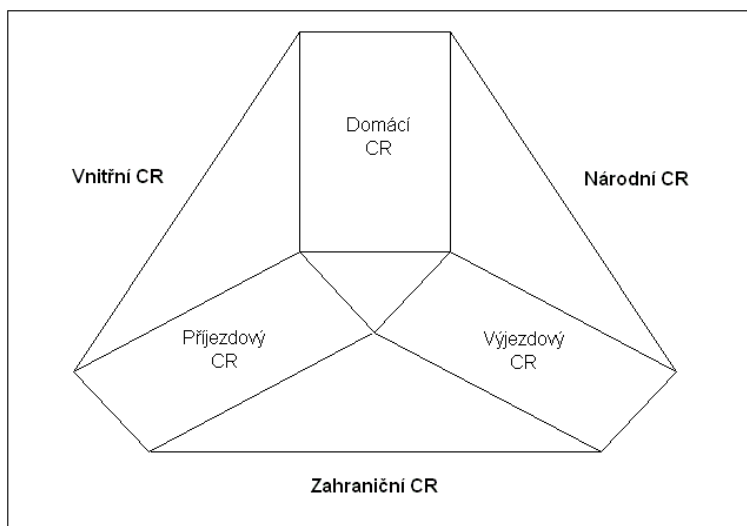 Domácí
CR
Vnitřní CR
Národní CR
Příjezdový
CR
Výjezdový
CR
Zahraniční CR